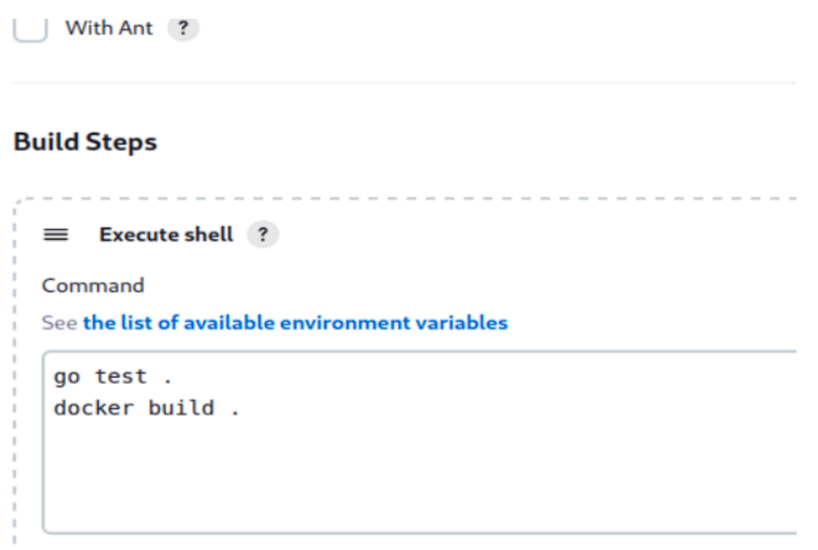 With Ant ?
Build Steps
Execute shell ?
Command
See the list of available environment variables
go test .
docker build .